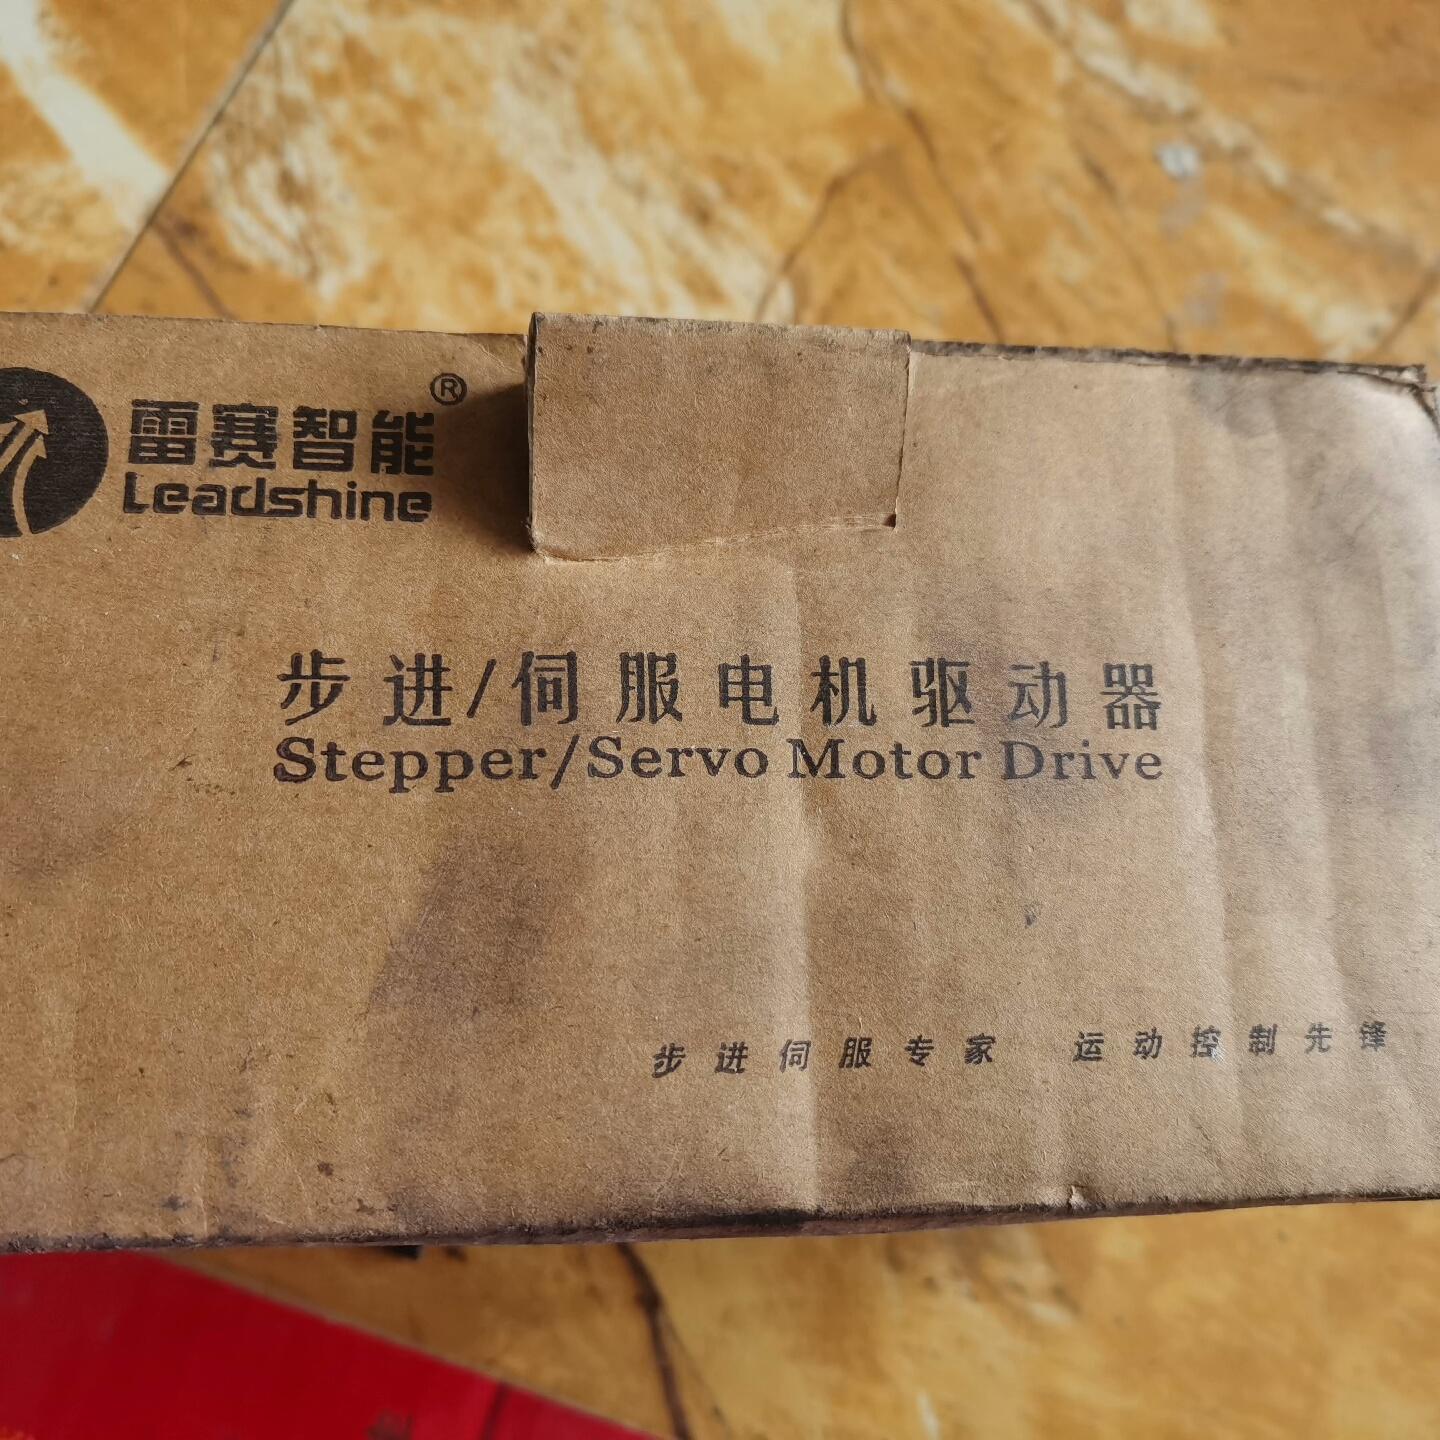 雷赛智能®
Leadshine
步进/伺服电机驱动器
Stepper/Servo Motor Drive
步进伺服专家 运动控制先锋